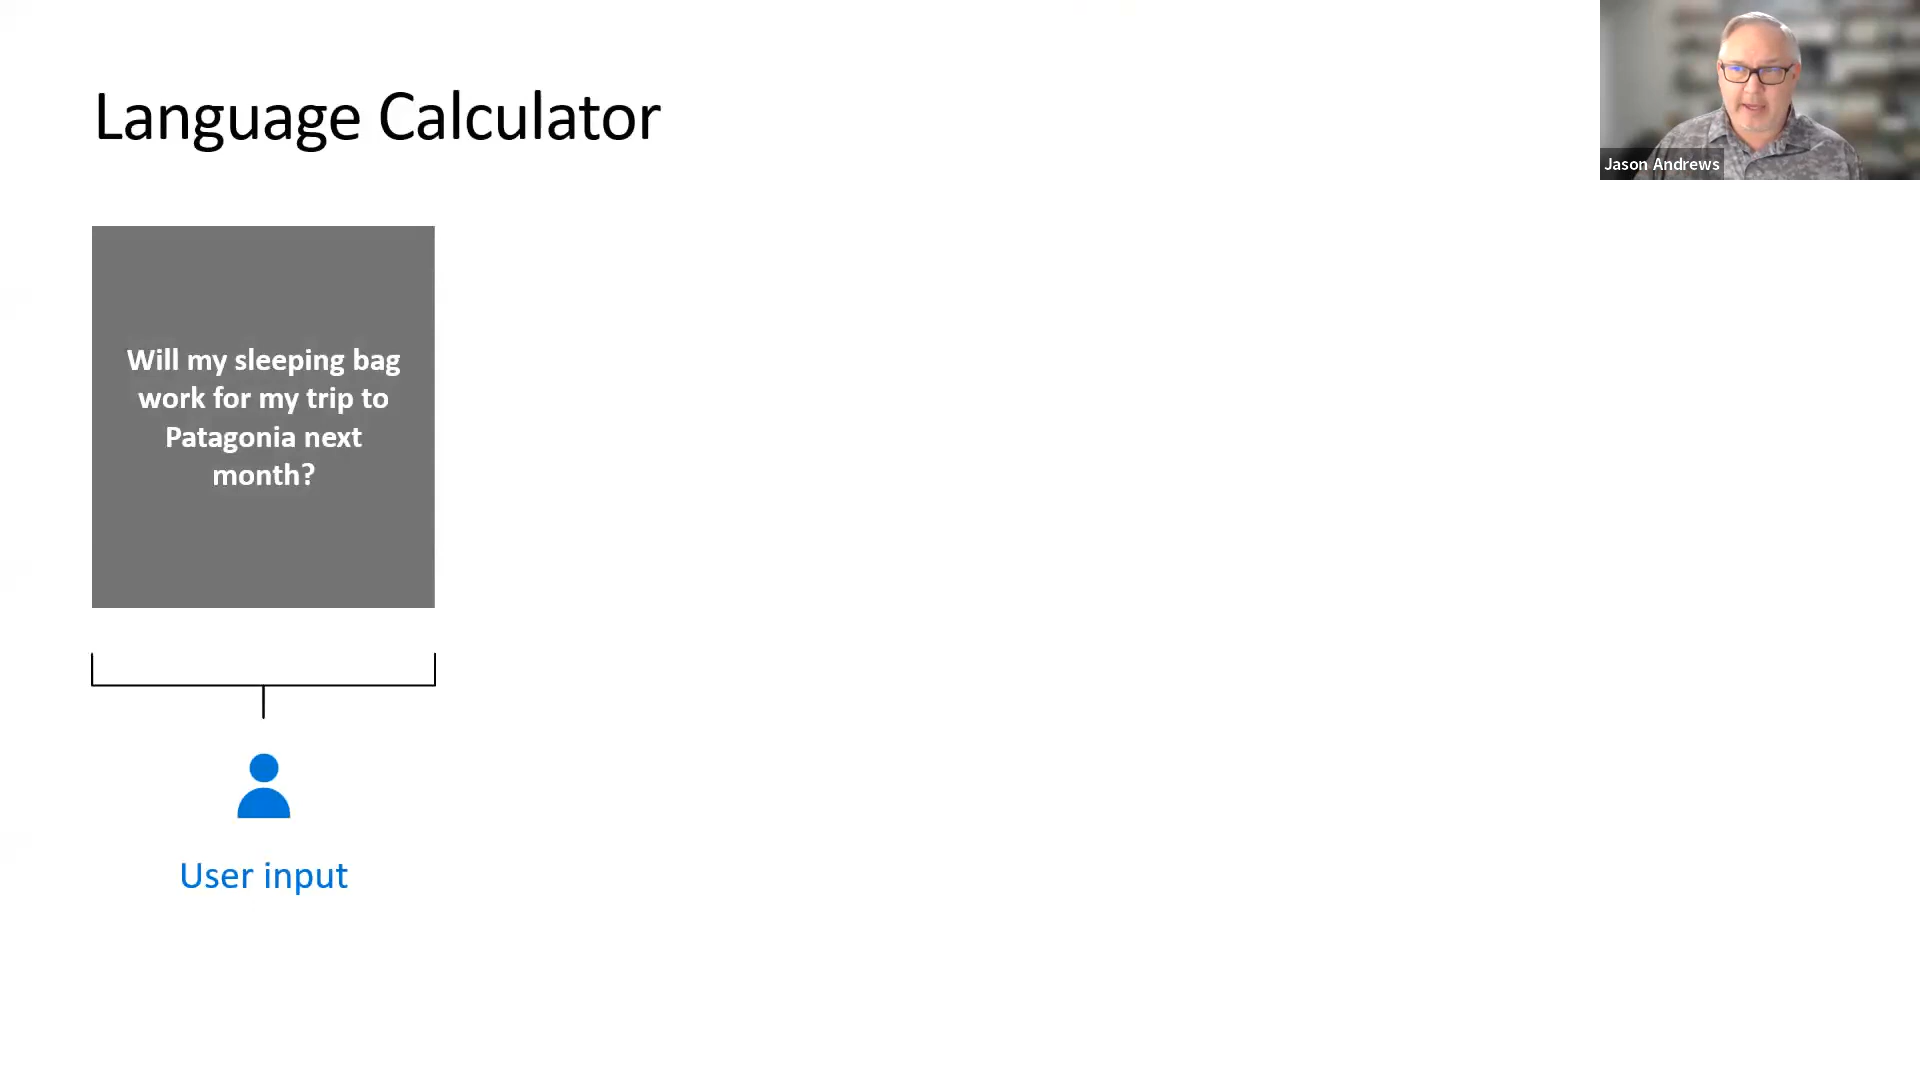 Language Calculator
Jason Andrews
Will my sleeping bag
work for my trip to
Patagonia next
month?
User input